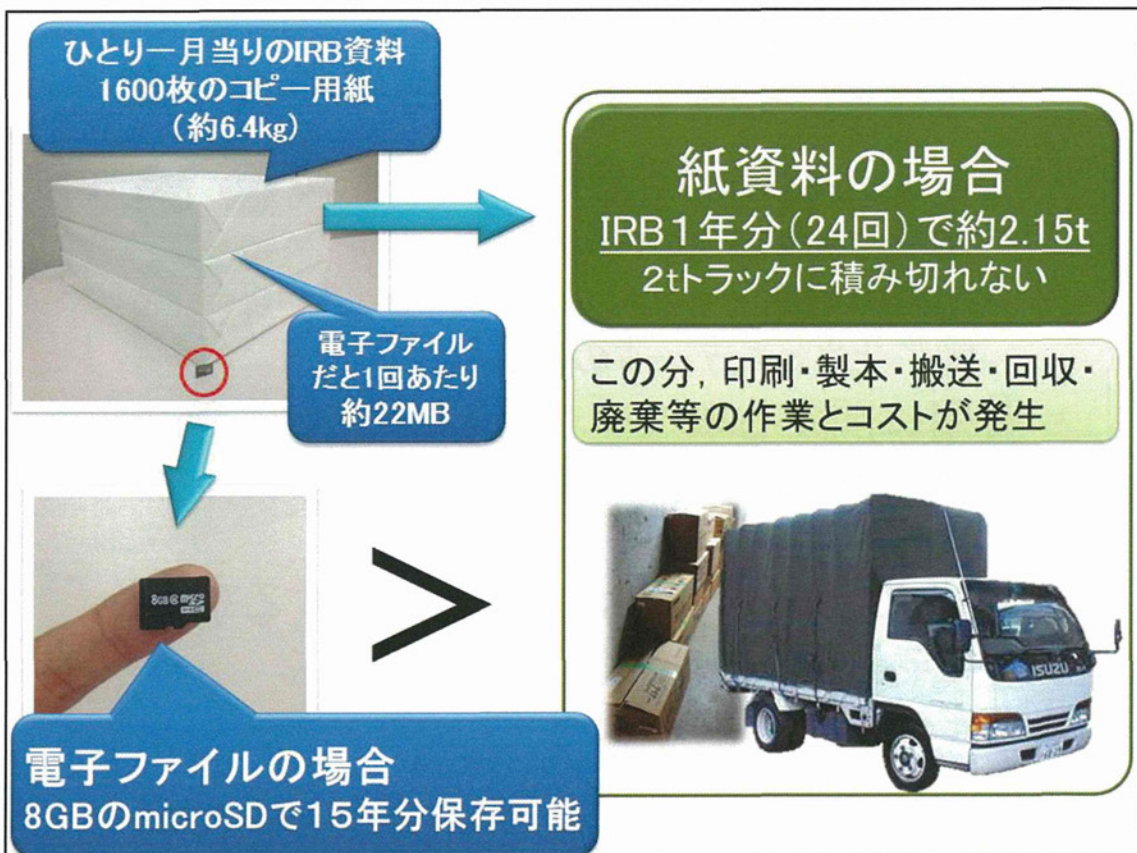 ひとり一月当りのIRB資料
1600枚のコピー用紙
(約6.4kg)
紙資料の場合
IRB1年分(24回)で約2.15t
2tトラックに積み切れない
電子ファイル
だと1回あたり
約22MB
この分,印刷・製本・搬送・回収・
廃棄等の作業とコストが発生
8GB micro
>
ISUZU
電子ファイルの場合
8GBのmicroSDで15年分保存可能